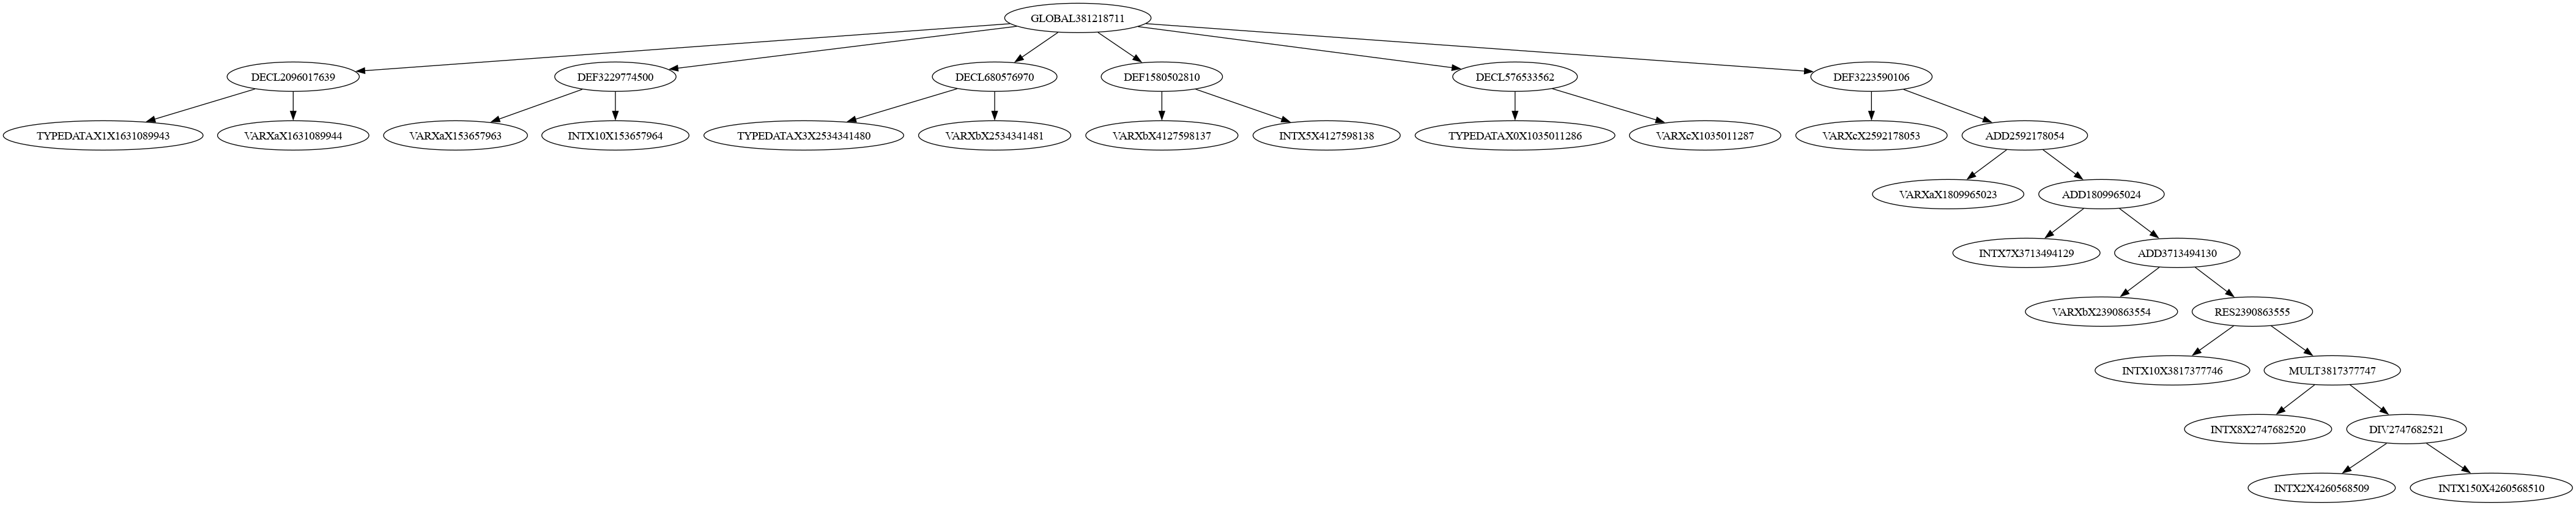 GLOBAL381218711
DECL2096017639
DEF3229774500
DECL680576970
DEF1580502810
DECL576533562
DEF3223590106
TYPEDATAX1X1631089943
VARXaX1631089944
VARXaX153657963
INTX10X153657964
TYPEDATAX3X2534341480
VARXbX2534341481
VARXbX4127598137
INTX5X4127598138
TYPEDATAX0X1035011286
VARXcX1035011287
VARXcX2592178053
ADD2592178054
VARXaX1809965023
ADD1809965024
INTX7X3713494129
ADD3713494130
VARXbX2390863554
RES2390863555
INTX10X3817377746
MULT3817377747
INTX8X2747682520
DIV2747682521
INTX2X4260568509
INTX150X4260568510